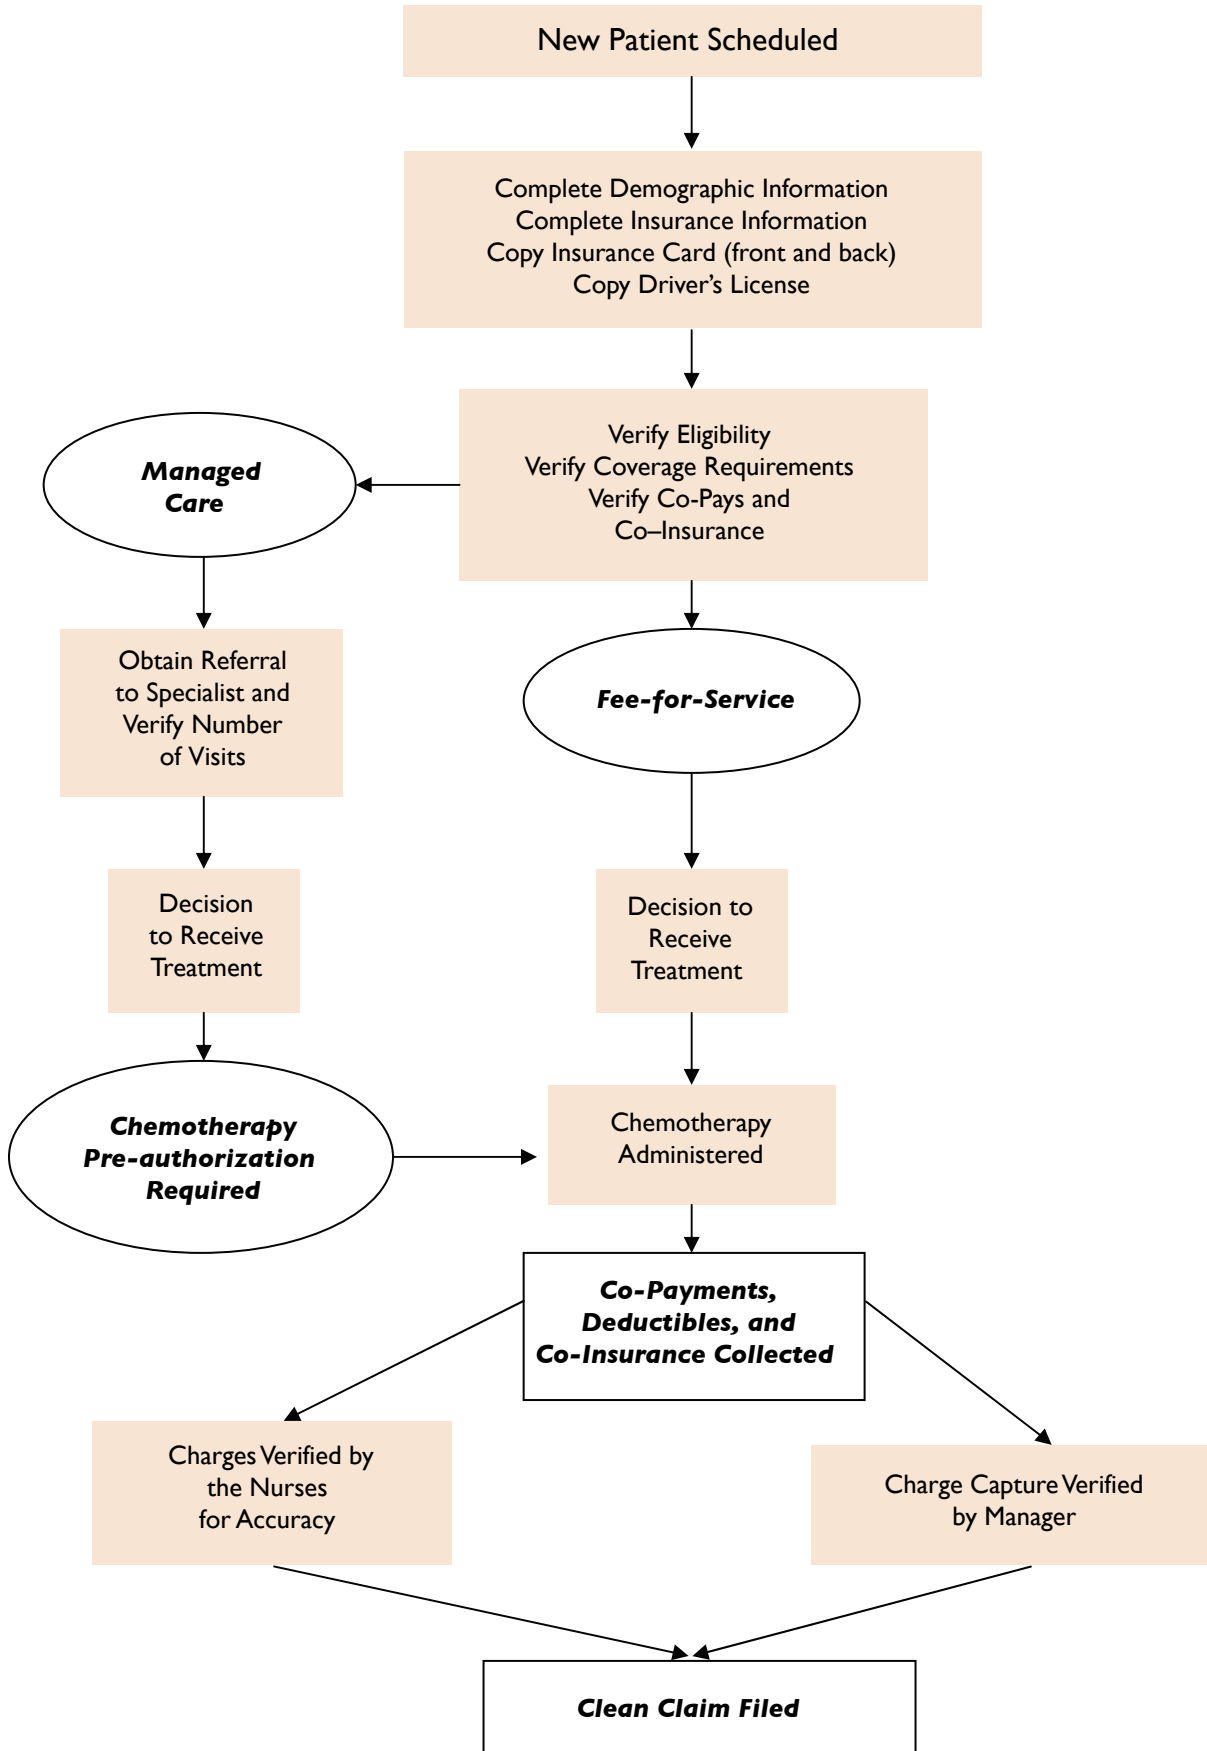 New Patient Scheduled
Complete Demographic Information
Complete Insurance Information
Copy Insurance Card (front and back)
Copy Driver’s License
Verify Eligibility
Verify Coverage Requirements
Verify Co-Pays and
Co–Insurance
Managed
Care
Obtain Referral
to Specialist and
Verify Number
of Visits
Fee-for-Service
Decision
to Receive
Treatment
Decision to
Receive
Treatment
Chemotherapy
Pre-authorization
Required
Chemotherapy
Administered
Co-Payments,
Deductibles, and
Co-Insurance Collected
Charges Verified by
the Nurses
for Accuracy
Charge Capture Verified
by Manager
Clean Claim Filed